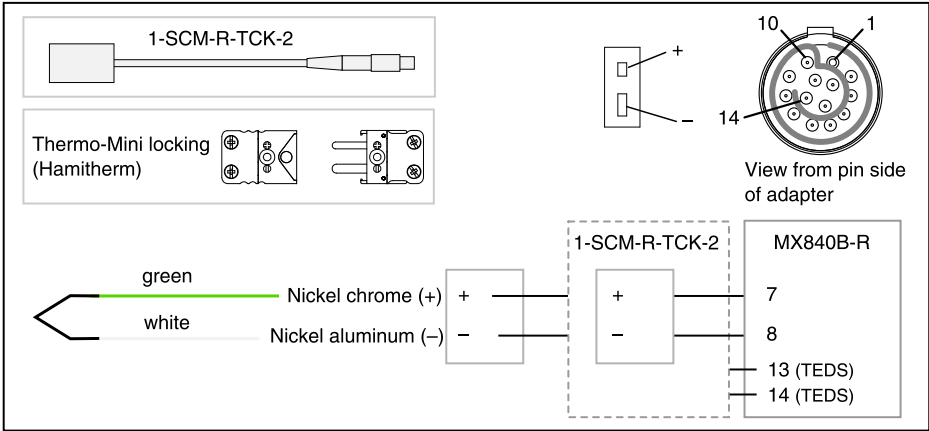 1-SCM-R-TCK-2
Thermo-Mini locking
(Hamitherm)
+
–
10
1
14
View from pin side
of adapter
1-SCM-R-TCK-2
MX840B-R
green
Nickel chrome (+)
+
+
7
white
Nickel aluminum (–)
–
–
8
13 (TEDS)
14 (TEDS)